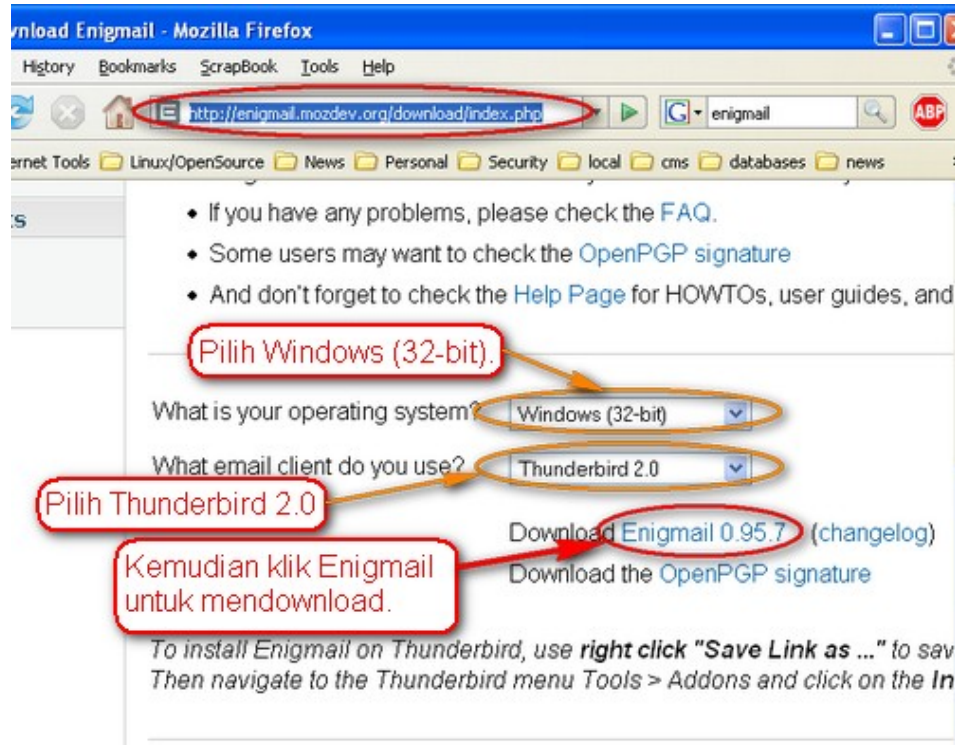 wnload Enigmail - Mozilla Firefox
History Bookmarks ScrapBook Tools Help
http://enigmail.mozdev.org/download/index.php G enigmail ABP
ernet Tools Linux/OpenSource News Personal Security local cms databases news
• If you have any problems, please check the FAQ.
• Some users may want to check the OpenPGP signature
• And don't forget to check the Help Page for HOWTOs, user guides, and
Pilih Windows (32-bit).
What is your operating system? Windows (32-bit)
What email client do you use? Thunderbird 2.0
Pilih Thunderbird 2.0
Download Enigmail 0.95.7 (changelog)
Kemudian klik Enigmail
untuk mendownload.
Download the OpenPGP signature
To install Enigmail on Thunderbird, use right click "Save Link as ..." to sav
Then navigate to the Thunderbird menu Tools > Addons and click on the In